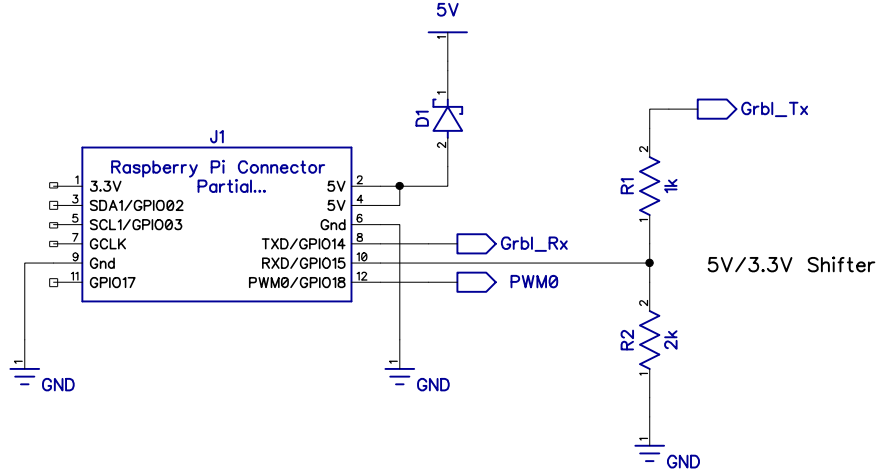 5V
1
1
D1
2
Grbl_Tx
2
R1
1k
1
J1
Raspberry Pi Connector
Partial...
1 3.3V 5V 2
3 SDA1/GPIO02 5V 4
5 SCL1/GPIO03 Gnd 6
7 GCLK TXD/GPIO14 8 Grbl_Rx
9 Gnd RXD/GPIO15 10
11 GPIO17 PWM0/GPIO18 12 PWM0
5V/3.3V Shifter
2
R2
2k
1
1
GND
1
GND
1
GND